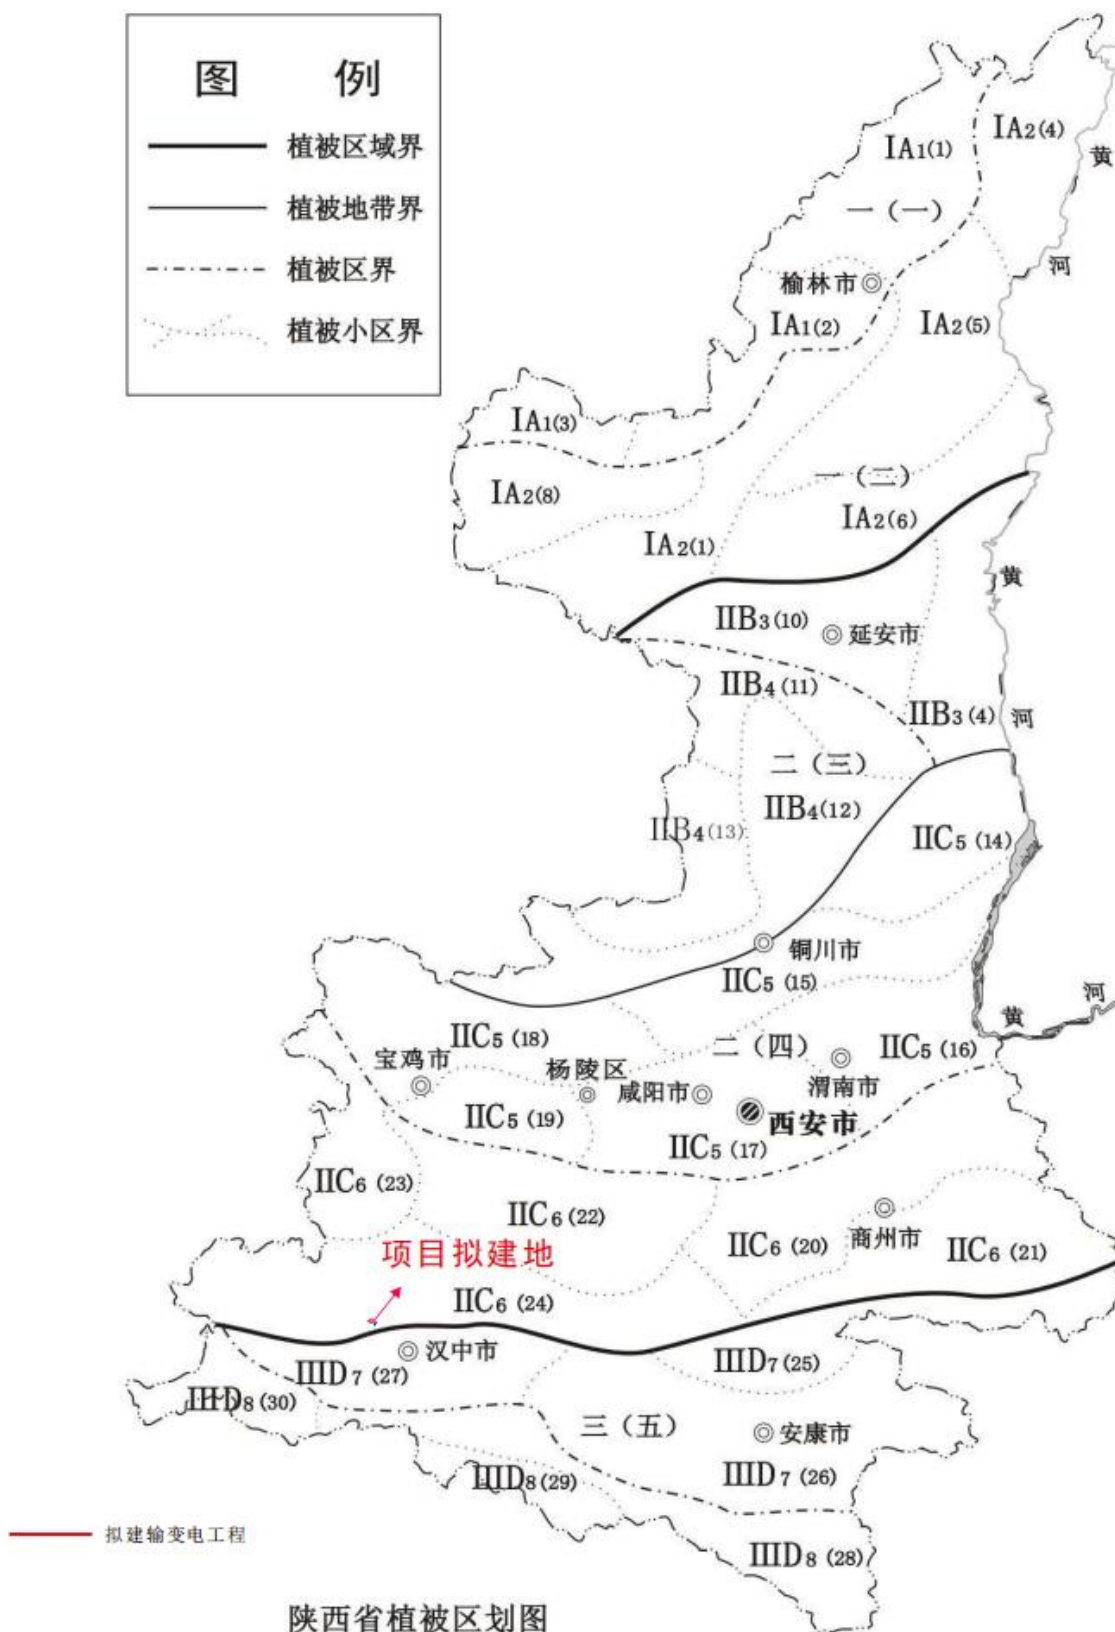 图 例
植被区域界
植被地带界
植被区界
植被小区界
IA1(1)
IA2(4)
黄
一（一）
河
榆林市
IA1(2)
IA2(5)
IA1(3)
一（二）
IA2(8)
IA2(6)
IA2(1)
黄
IIB3(10)
延安市
IIB4(11)
IIB3(4)
河
二（三）
IIB4(12)
IIB4(13)
IIC5(14)
铜川市
IIC5(15)
河
黄
IIC5(18)
二（四）
IIC5(16)
宝鸡市
杨陵区
咸阳市
渭南市
IIC5(19)
西安市
IIC5(17)
IIC6(23)
IIC6(22)
商州市
IIC6(20)
IIC6(21)
项目拟建地
IIC6(24)
汉中市
IIID7(25)
IIID7(27)
IIID8(30)
三（五）
安康市
IIID8(29)
IIID7(26)
拟建输变电工程
IIID8(28)
陕西省植被区划图